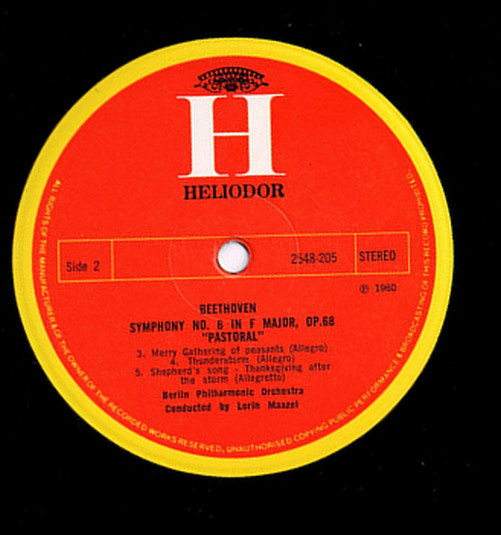 H
HELIODOR
Side 2
2548-205
STEREO
℗ 1960
BEETHOVEN
SYMPHONY NO. 6 IN F MAJOR, OP.68
"PASTORAL"
3. Merry Gathering of peasants (Allegro)
4. Thunderstorm (Allegro)
5. Shepherd's song - Thanksgiving after
the storm (Allegretto)
Berlin Philharmonic Orchestra
Conducted by Lorin Maazel
ALL RIGHTS OF THE MANUFACTURER & OF THE OWNER OF THE RECORDED WORKS RESERVED, UNAUTHORISED COPYING PUBLIC PERFORMANCE & BROADCASTING OF THIS RECORD PROHIBITED.